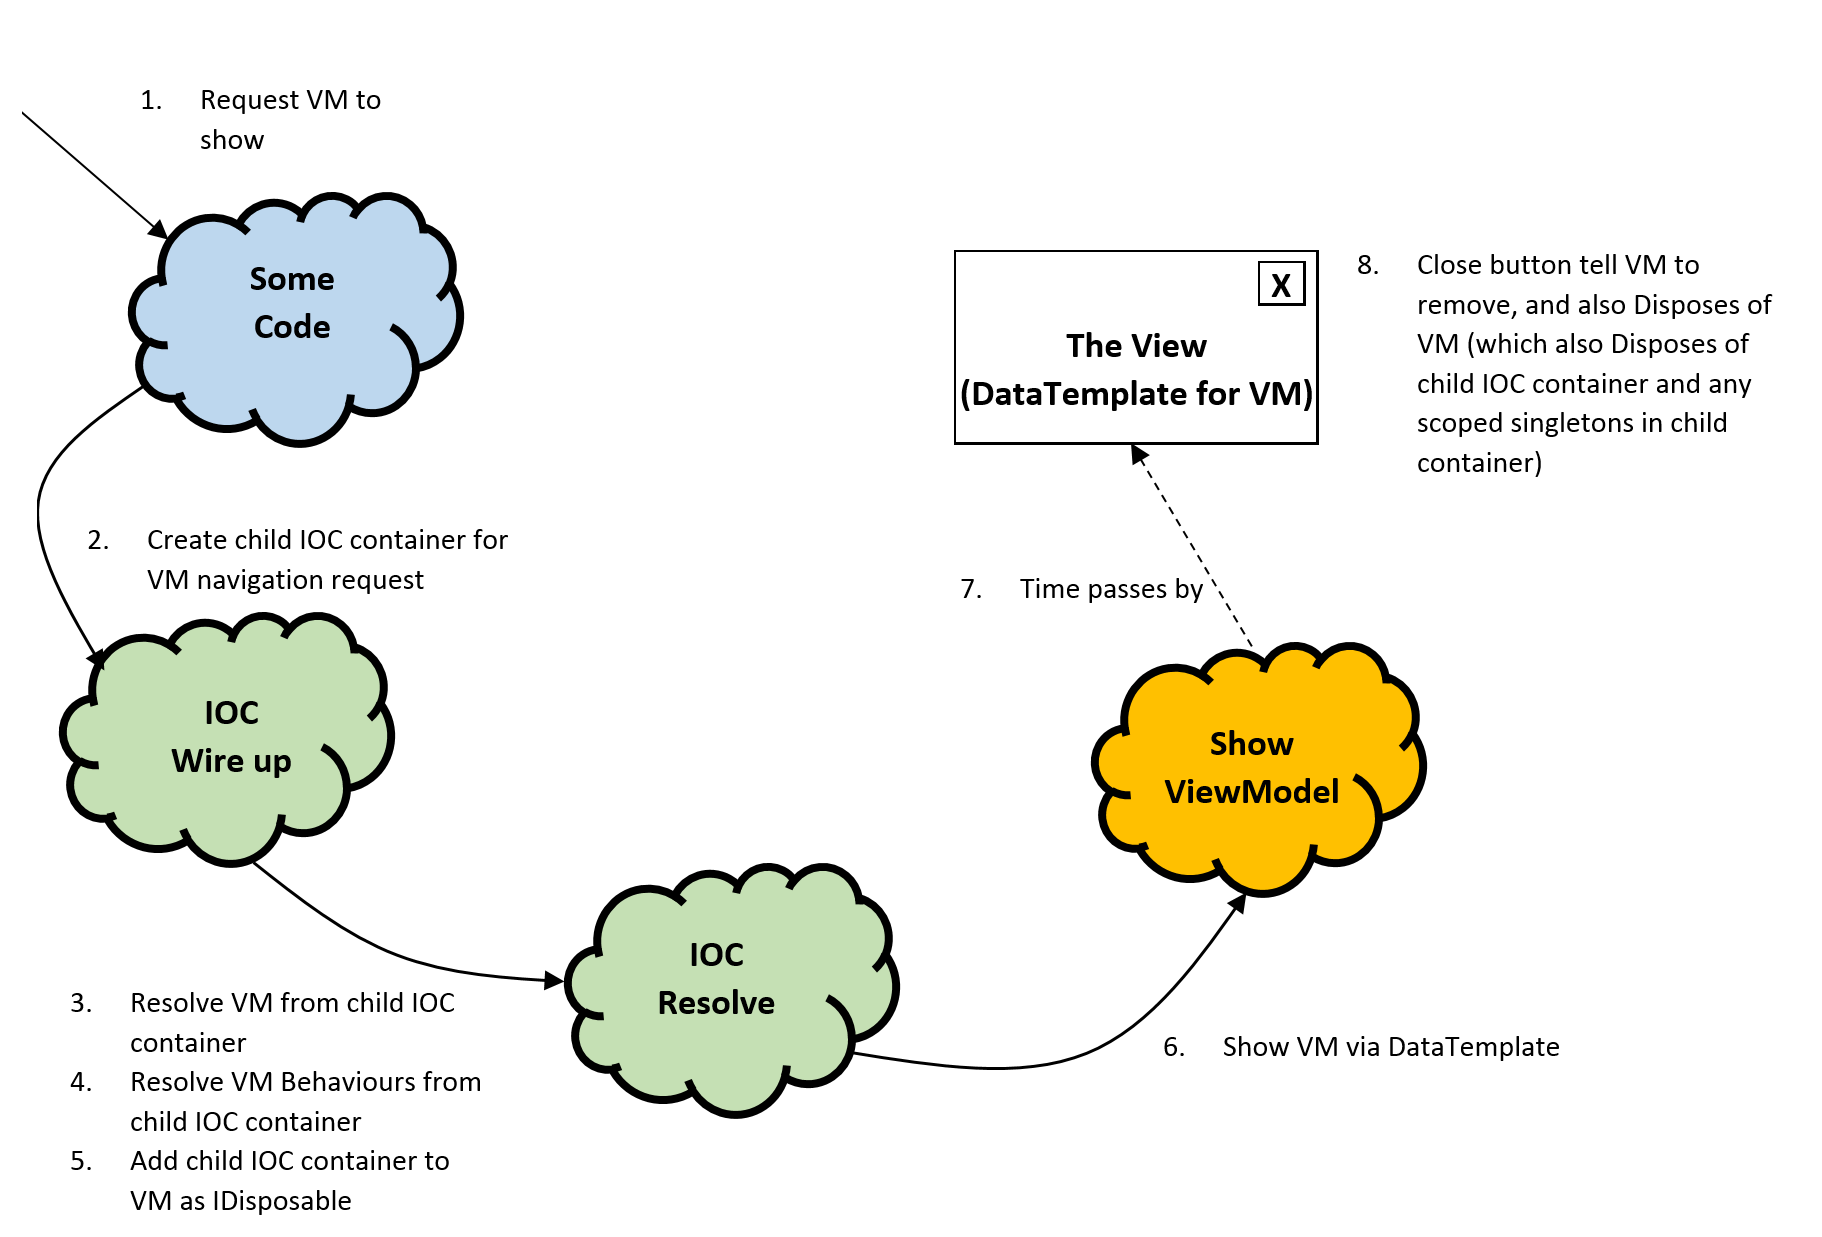 1. Request VM to
show
Some
Code
2. Create child IOC container for
VM navigation request
IOC
Wire up
3. Resolve VM from child IOC
container
4. Resolve VM Behaviours from
child IOC container
5. Add child IOC container to
VM as IDisposable
IOC
Resolve
6. Show VM via DataTemplate
Show
ViewModel
7. Time passes by
X
The View
(DataTemplate for VM)
8. Close button tell VM to
remove, and also Disposes of
VM (which also Disposes of
child IOC container and any
scoped singletons in child
container)